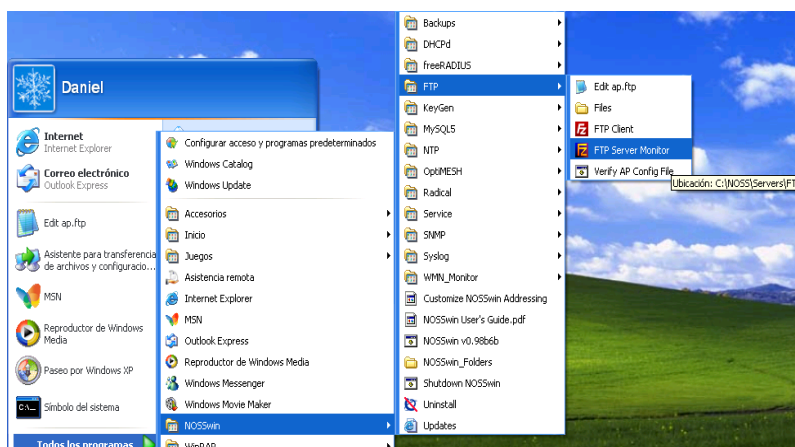 Daniel
Internet
Internet Explorer
Correo electrónico
Outlook Express
Edit ap.ftp
Asistente para transferencia
de archivos y configuracio...
MSN
Reproductor de Windows
Media
Paseo por Windows XP
Símbolo del sistema
Todos los programas
Configurar acceso y programas predeterminados
Windows Catalog
Windows Update
Accesorios
Inicio
Juegos
Asistencia remota
Internet Explorer
MSN
Outlook Express
Reproductor de Windows Media
Windows Messenger
Windows Movie Maker
NOSSwin
WinRAR
Backups
DHCPd
freeRADIUS
FTP
KeyGen
MySQL5
NTP
OptiMESH
Radical
Service
SNMP
Syslog
WMN_Monitor
Customize NOSSwin Addressing
NOSSwin User's Guide.pdf
NOSSwin v0.98b6b
NOSSwin_Folders
Shutdown NOSSwin
Uninstall
Updates
Edit ap.ftp
Files
FTP Client
FTP Server Monitor
Verify AP Config File
Ubicación: C:\NOSS\Servers\FT